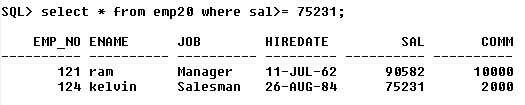 SQL> select * from emp20 where sal>= 75231;
EMP_NO ENAME JOB HIREDATE SAL COMM
---------- ---------- ---------- --------- ---------- ----------
121 ram Manager 11-JUL-62 90582 10000
124 kelvin Salesman 26-AUG-84 75231 2000